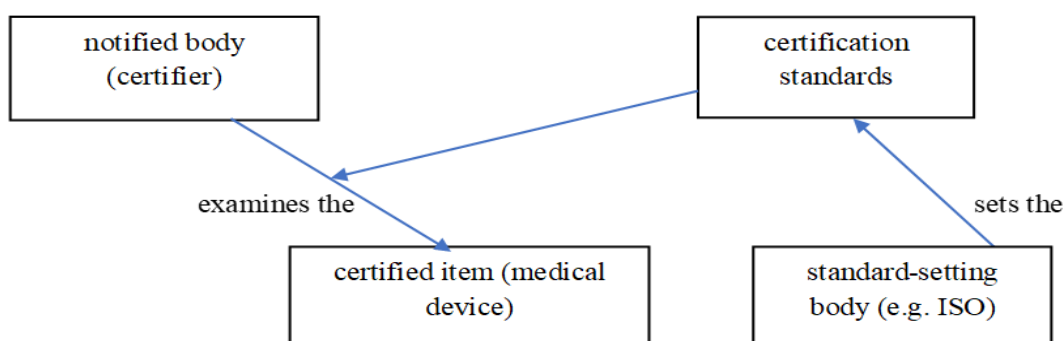 notified body
(certifier)
certification
standards
examines the
sets the
certified item (medical
device)
standard-setting
body (e.g. ISO)